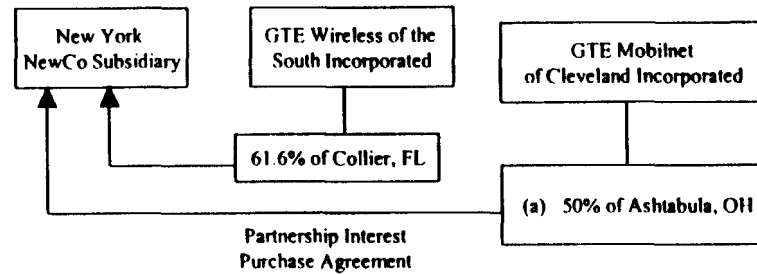 New York
NewCo Subsidiary
GTE Wireless of the
South Incorporated
GTE Mobilnet
of Cleveland Incorporated
61.6% of Collier, FL
(a) 50% of Ashtabula, OH
Partnership Interest
Purchase Agreement